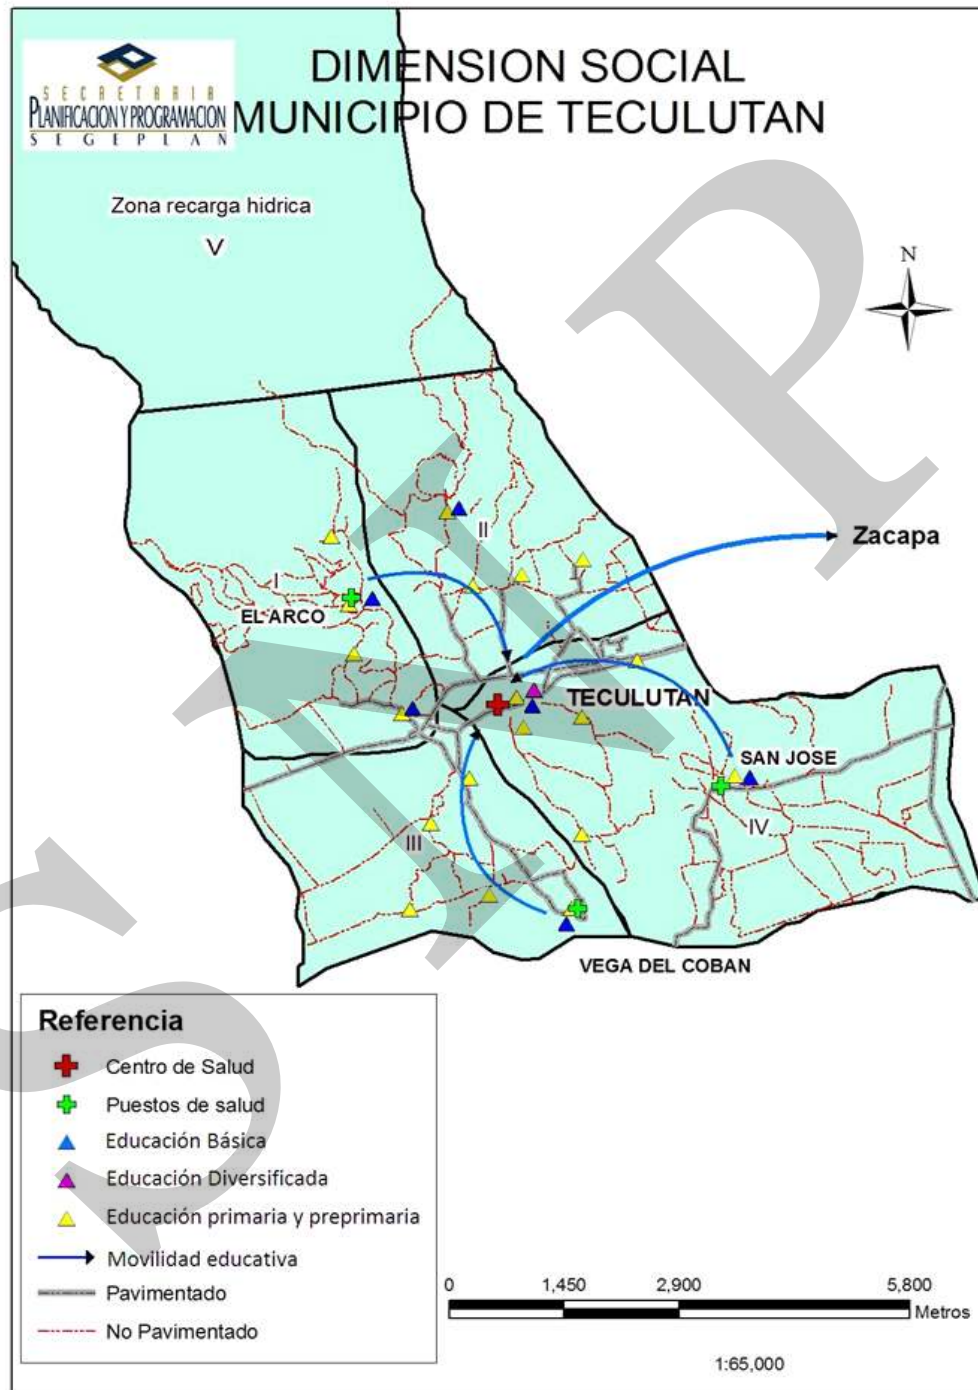 SECRETARIA
PLANIFICACION Y PROGRAMACION
SEGEPLAN
DIMENSION SOCIAL
MUNICIPIO DE TECULUTAN
Zona recarga hidrica
V
N
II
Zacapa
I
EL ARCO
TECULUTAN
SAN JOSE
IV
III
VEGA DEL COBAN
Referencia
Centro de Salud
Puestos de salud
Educación Básica
Educación Diversificada
Educación primaria y preprimaria
Movilidad educativa
Pavimentado
No Pavimentado
0 1,450 2,900 5,800
Metros
1:65,000
SNIP